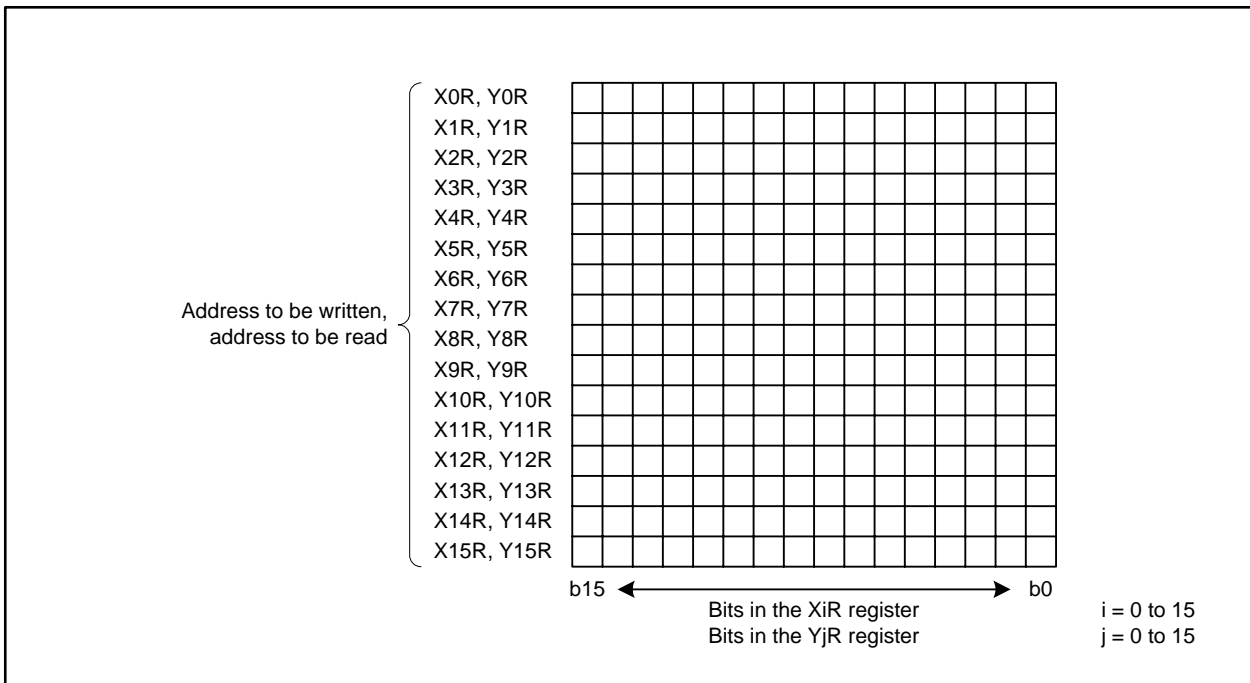 X0R, Y0R
X1R, Y1R
X2R, Y2R
X3R, Y3R
X4R, Y4R
X5R, Y5R
X6R, Y6R
X7R, Y7R
X8R, Y8R
X9R, Y9R
X10R, Y10R
X11R, Y11R
X12R, Y12R
X13R, Y13R
X14R, Y14R
X15R, Y15R
Address to be written,
address to be read
b15
b0
Bits in the XiR register
i = 0 to 15
Bits in the YjR register
j = 0 to 15